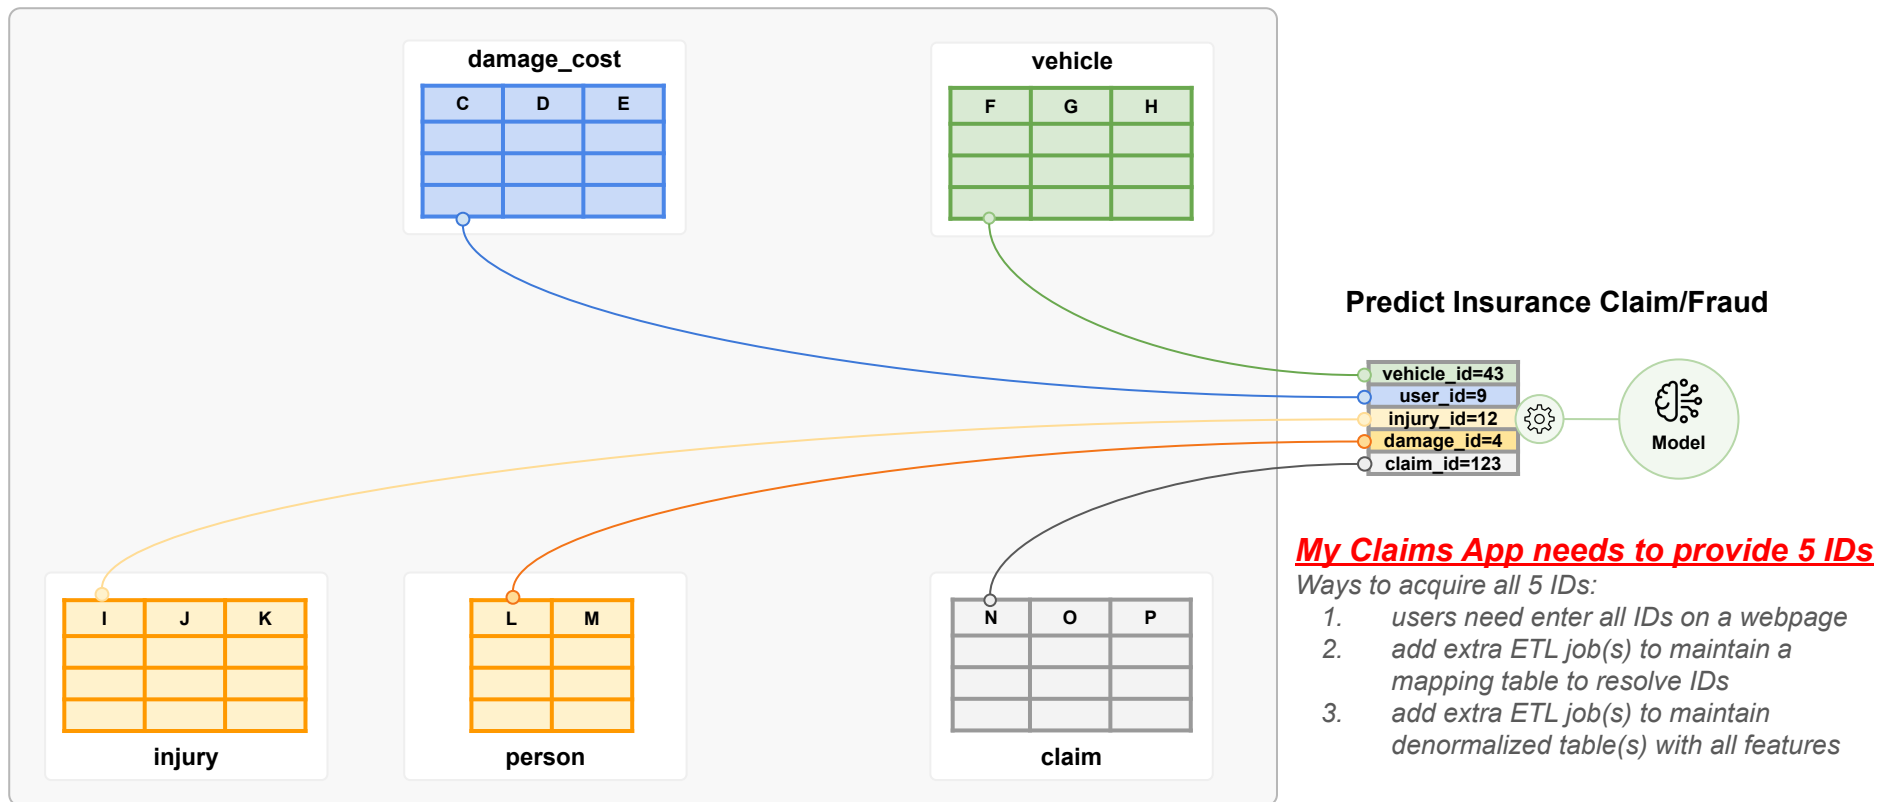 damage_cost
C D E
vehicle
F G H
Predict Insurance Claim/Fraud
vehicle_id=43
user_id=9
injury_id=12
damage_id=4
claim_id=123
Model
My Claims App needs to provide 5 IDs
Ways to acquire all 5 IDs:
1. users need enter all IDs on a webpage
2. add extra ETL job(s) to maintain a
mapping table to resolve IDs
3. add extra ETL job(s) to maintain
denormalized table(s) with all features
I J K
injury
L M
person
N O P
claim